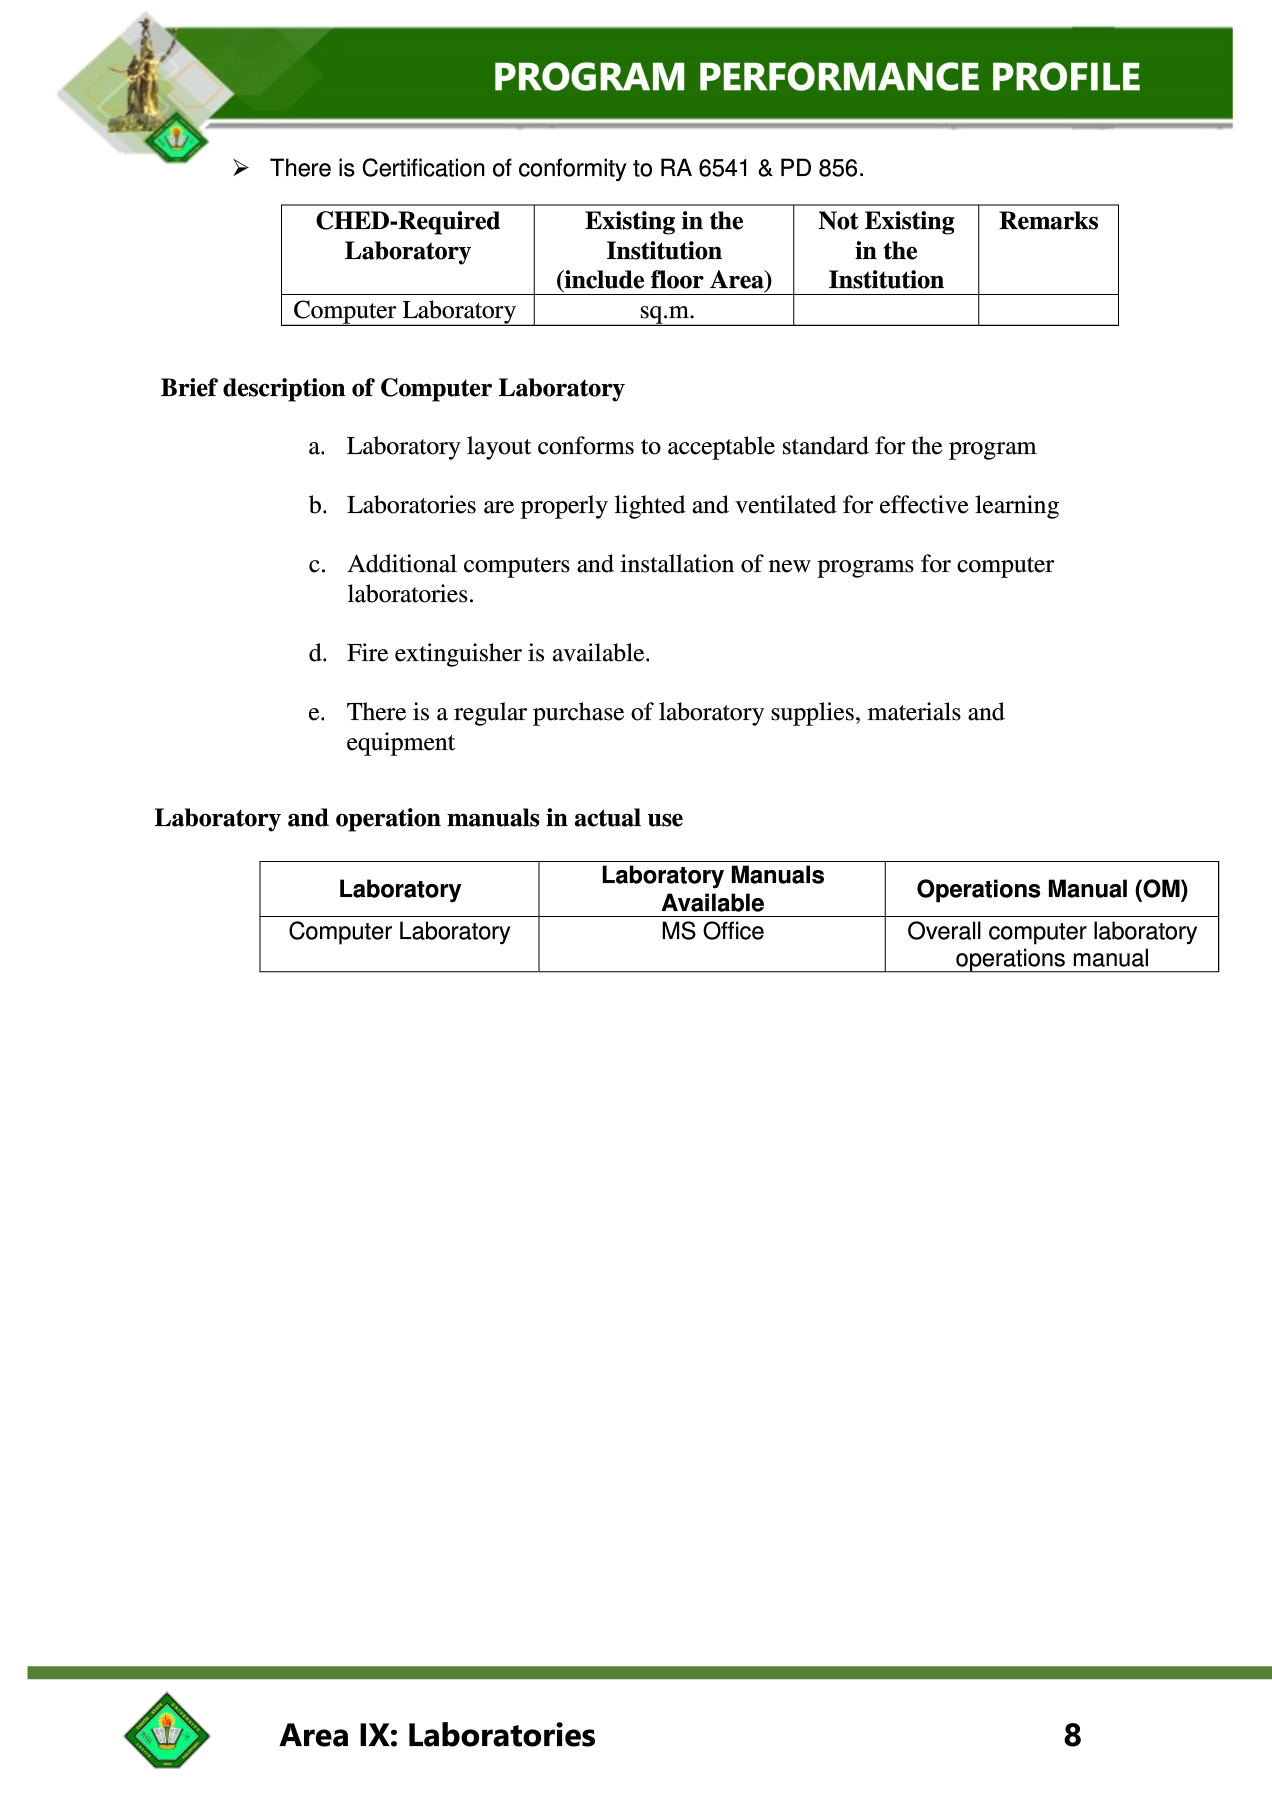 PROGRAM PERFORMANCE PROFILE
➢ There is Certification of conformity to RA 6541 & PD 856.
CHED-Required Laboratory | Existing in the Institution (include floor Area) | Not Existing in the Institution | Remarks
Computer Laboratory | sq.m.
Brief description of Computer Laboratory
a. Laboratory layout conforms to acceptable standard for the program
b. Laboratories are properly lighted and ventilated for effective learning
c. Additional computers and installation of new programs for computer
laboratories.
d. Fire extinguisher is available.
e. There is a regular purchase of laboratory supplies, materials and
equipment
Laboratory and operation manuals in actual use
Laboratory | Laboratory Manuals Available | Operations Manual (OM)
Computer Laboratory | MS Office | Overall computer laboratory operations manual
Area IX: Laboratories 8